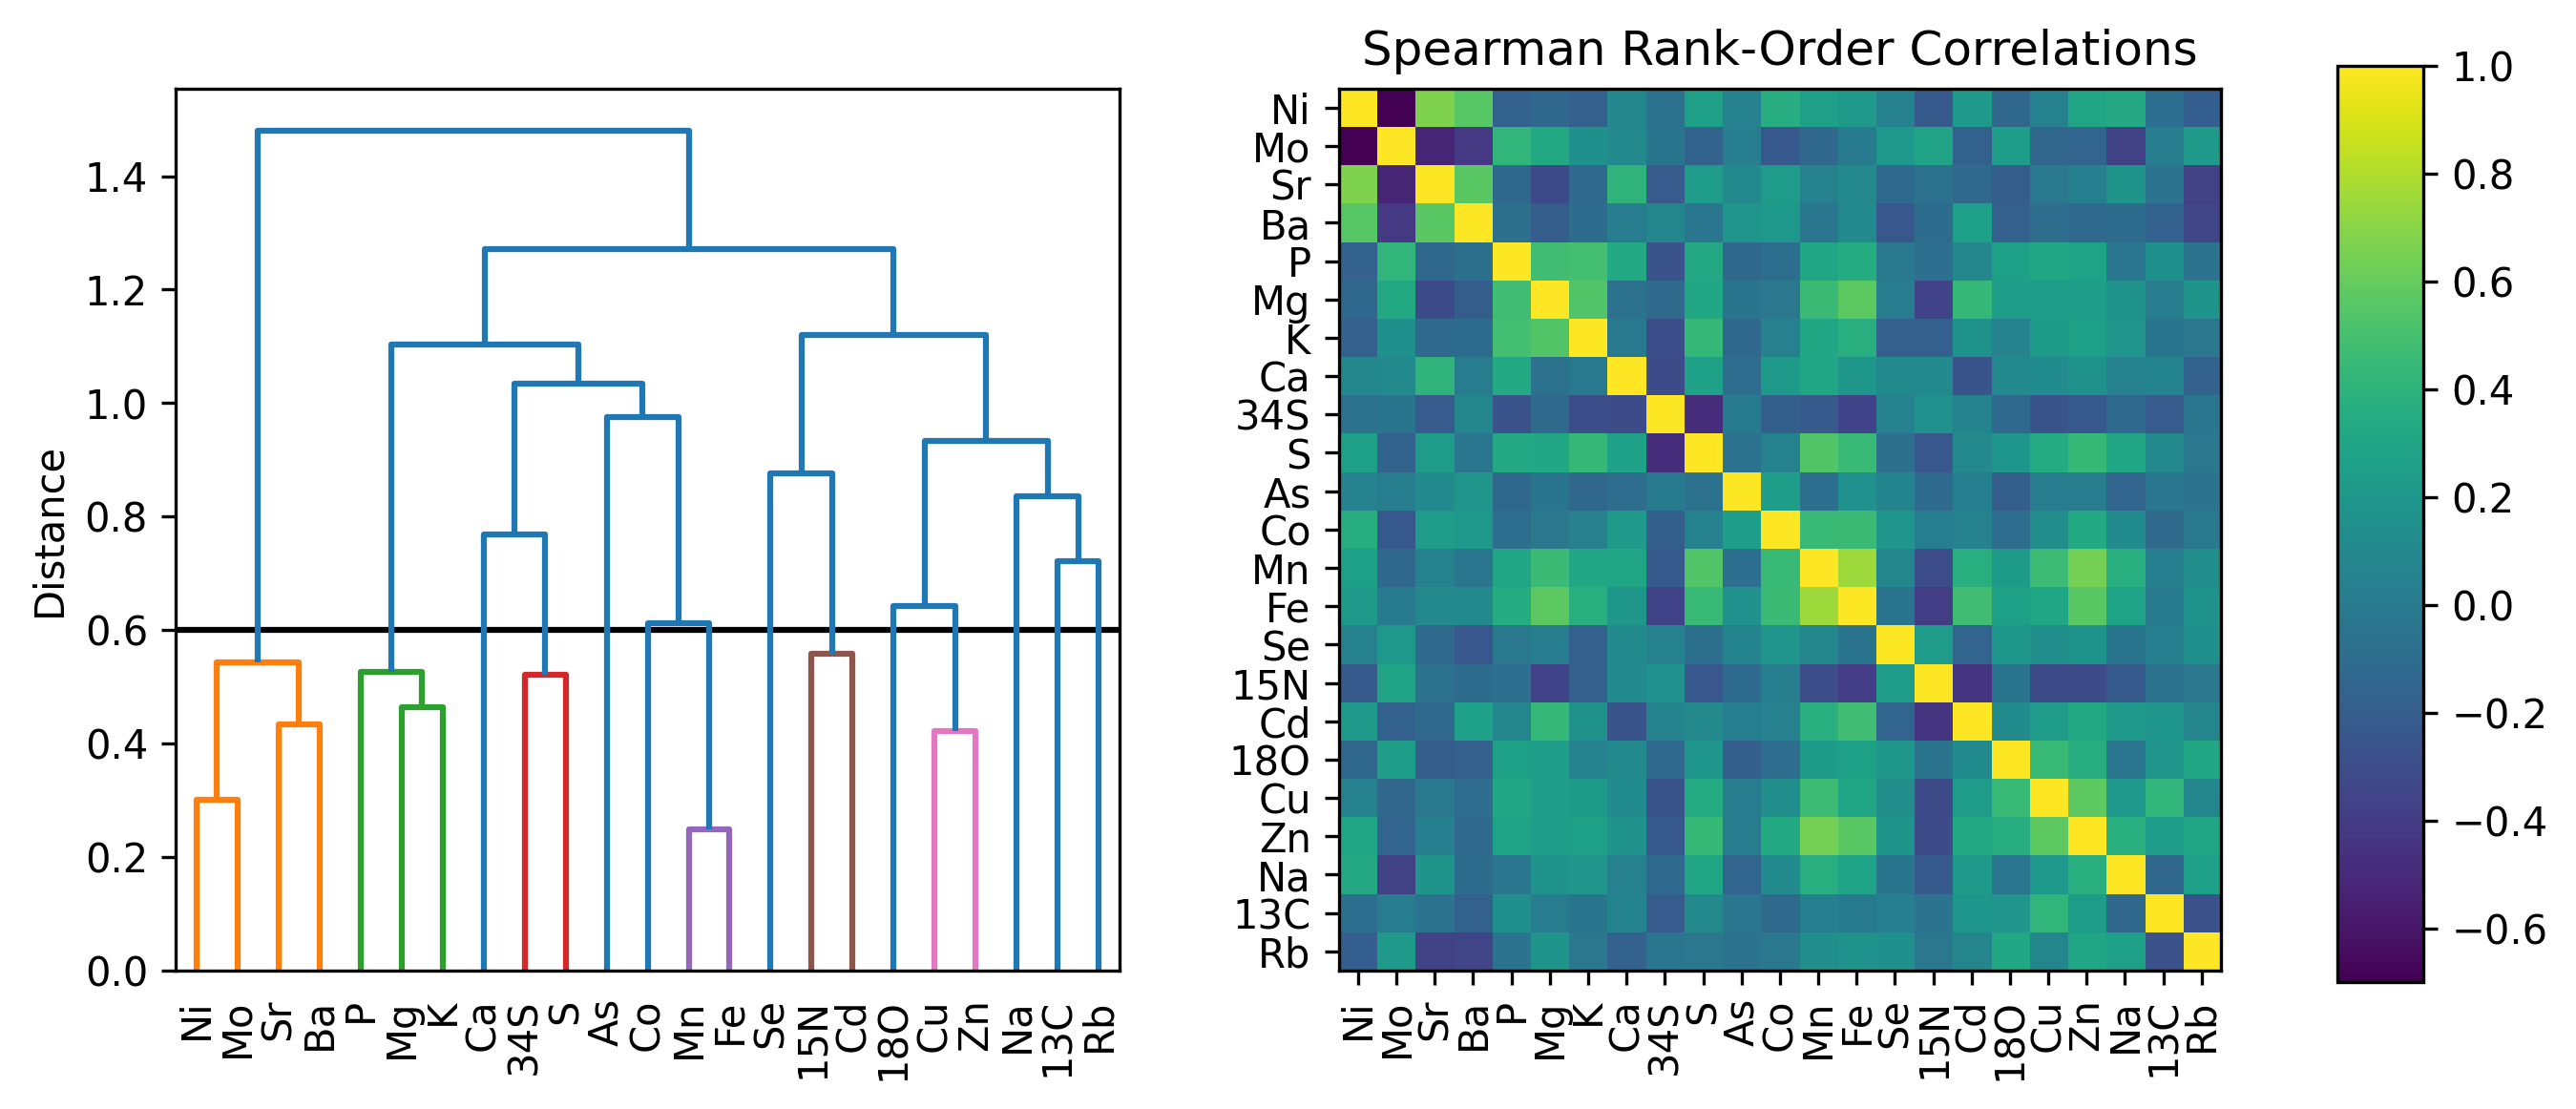 Spearman Rank-Order Correlations
Distance
1.4
1.2
1.0
0.8
0.6
0.4
0.2
0.0
Ni
Mo
Sr
Ba
P
Mg
K
Ca
34S
S
As
Co
Mn
Fe
Se
15N
Cd
18O
Cu
Zn
Na
13C
Rb
Ni
Mo
Sr
Ba
P
Mg
K
Ca
34S
S
As
Co
Mn
Fe
Se
15N
Cd
18O
Cu
Zn
Na
13C
Rb
Ni
Mo
Sr
Ba
P
Mg
K
Ca
34S
S
As
Co
Mn
Fe
Se
15N
Cd
18O
Cu
Zn
Na
13C
Rb
1.0
0.8
0.6
0.4
0.2
0.0
−0.2
−0.4
−0.6